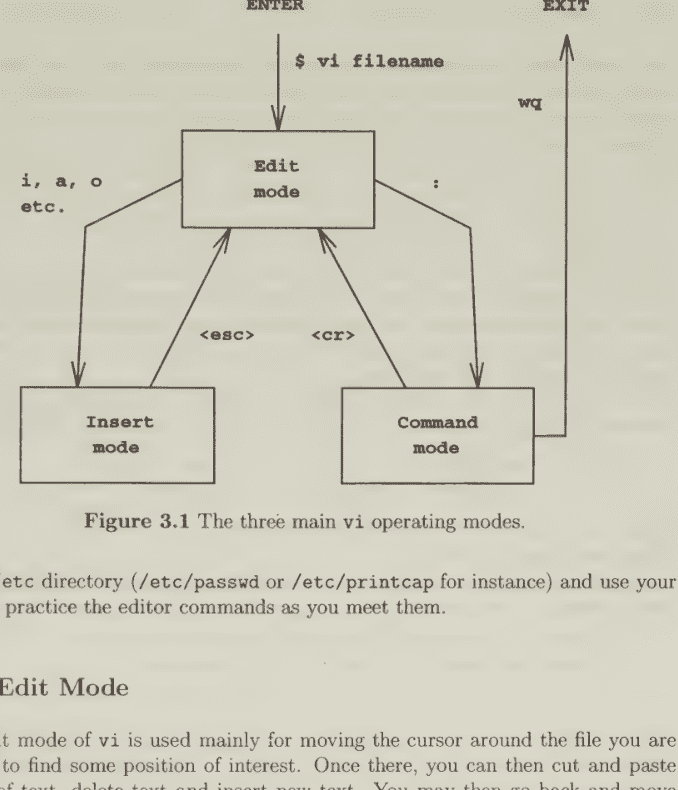 ENTER EXIT
$ vi filename
wq
Edit
mode
i, a, o
etc.
:
<esc> <cr>
Insert
mode
Command
mode
Figure 3.1 The three main vi operating modes.
etc directory (/etc/passwd or /etc/printcap for instance) and use your
practice the editor commands as you meet them.
Edit Mode
t mode of vi is used mainly for moving the cursor around the file you are
to find some position of interest. Once there, you can then cut and paste
of text, delete text and insert new text. You may then go back and move